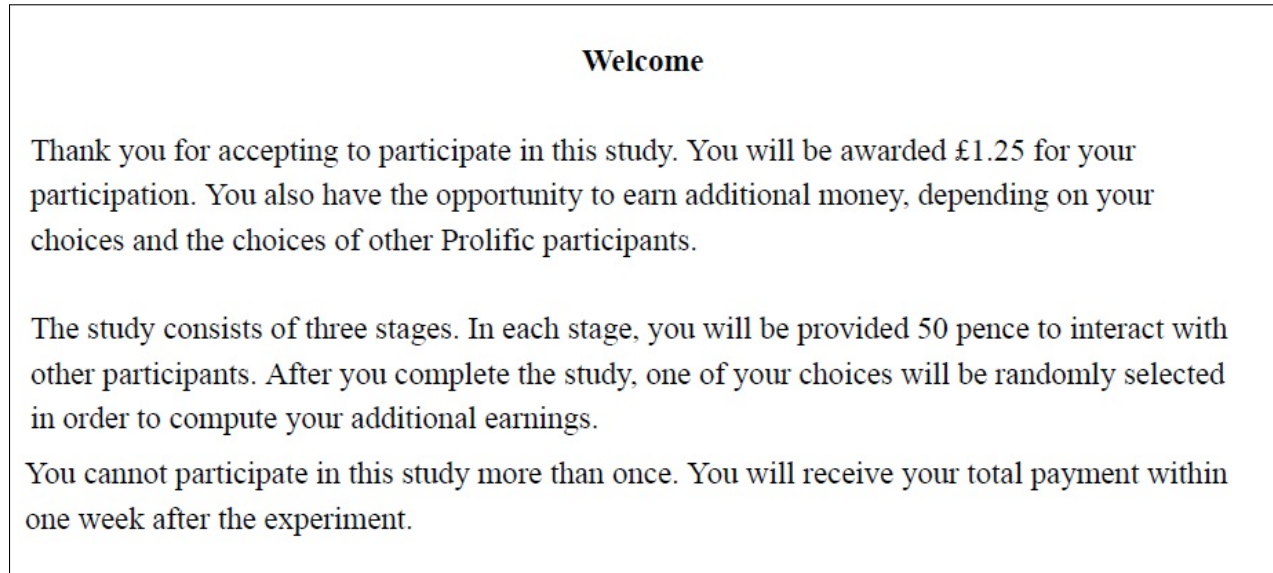 Welcome
Thank you for accepting to participate in this study. You will be awarded £1.25 for your
participation. You also have the opportunity to earn additional money, depending on your
choices and the choices of other Prolific participants.
The study consists of three stages. In each stage, you will be provided 50 pence to interact with
other participants. After you complete the study, one of your choices will be randomly selected
in order to compute your additional earnings.
You cannot participate in this study more than once. You will receive your total payment within
one week after the experiment.